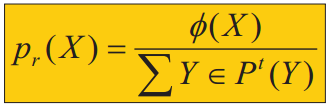 p_r(X) = φ(X) / ∑ Y ∈ P^t(Y)